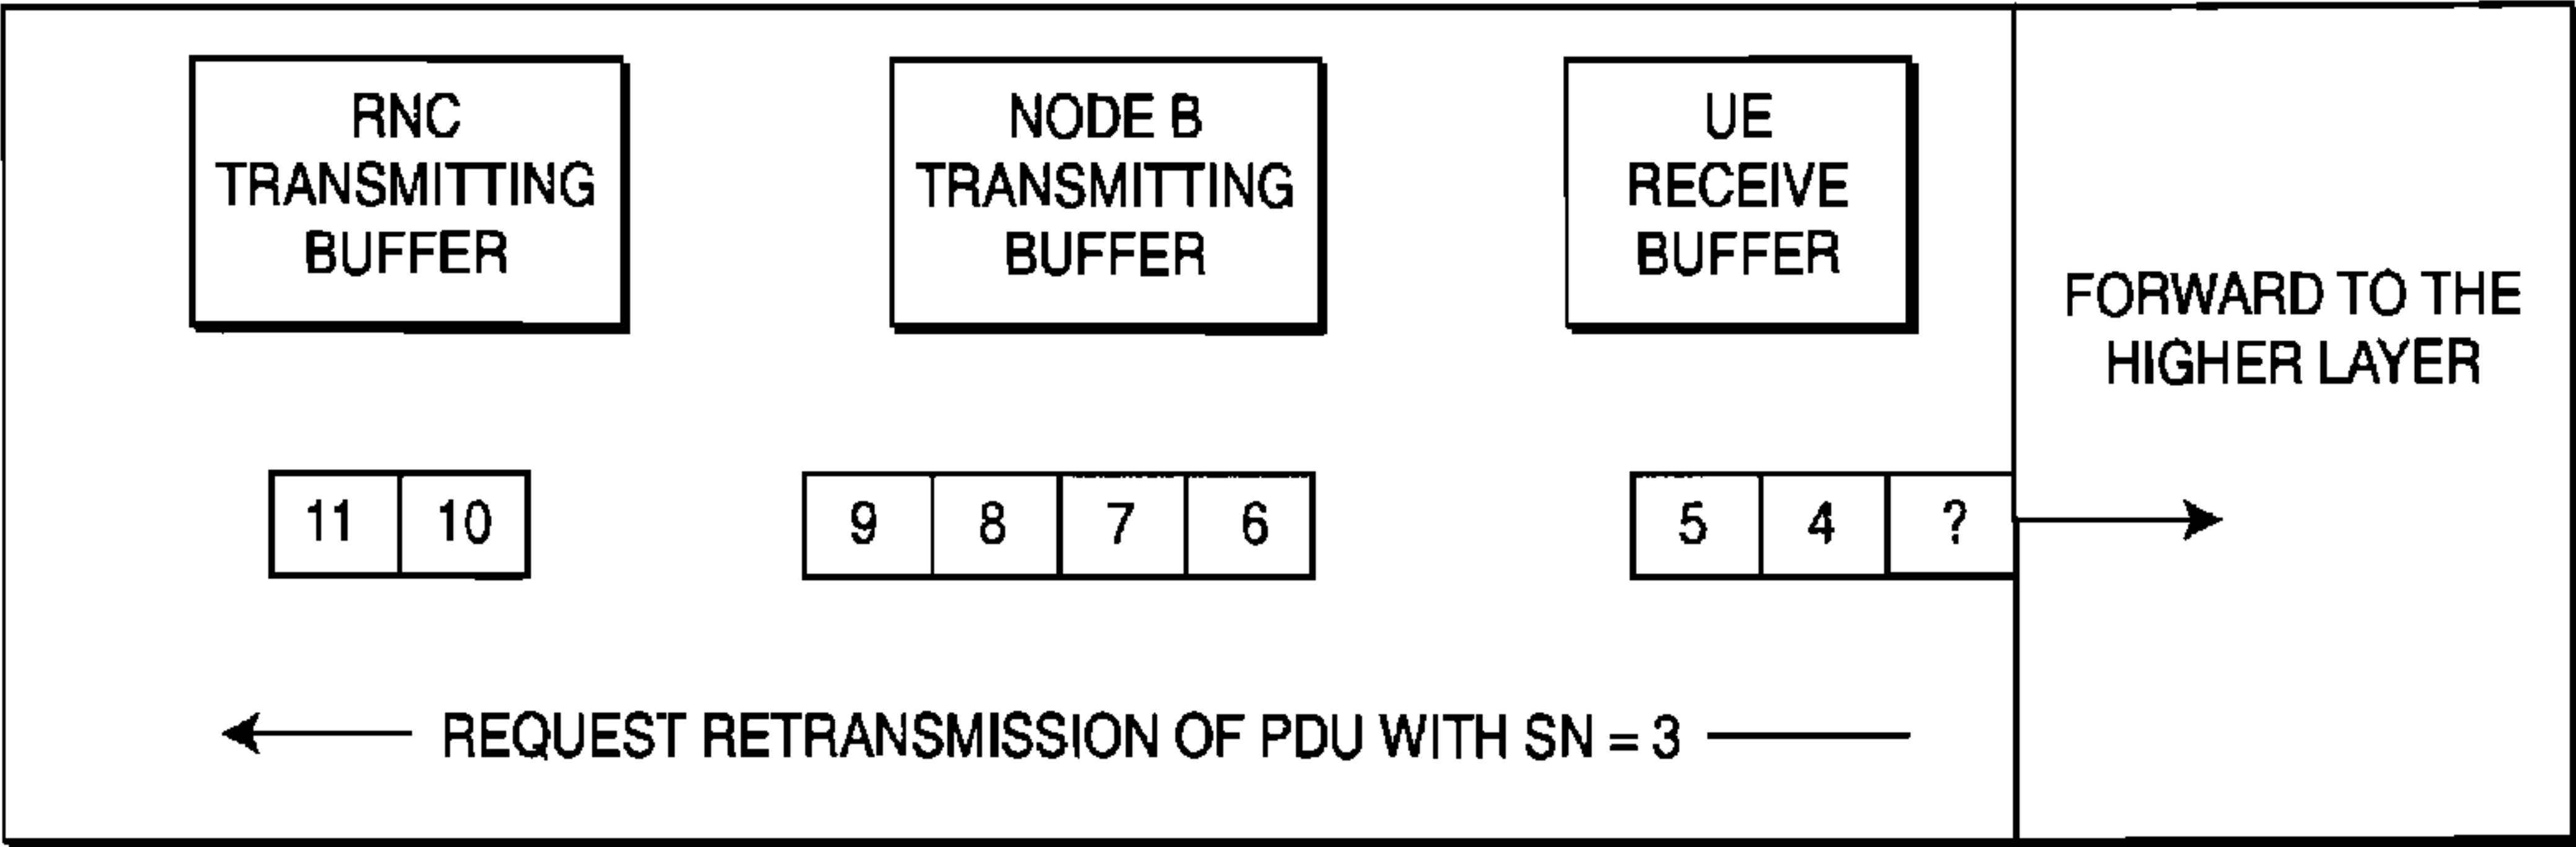 RNC
TRANSMITTING
BUFFER
NODE B
TRANSMITTING
BUFFER
UE
RECEIVE
BUFFER
FORWARD TO THE
HIGHER LAYER
11 10
9 8 7 6
5 4 ?
REQUEST RETRANSMISSION OF PDU WITH SN = 3